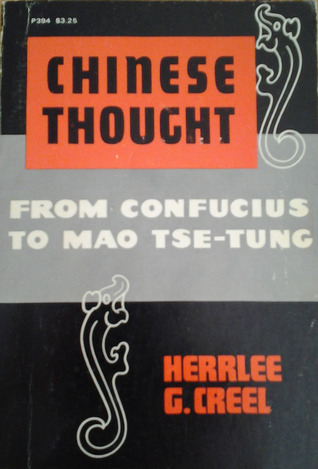 P394 $3.25
CHINESE
THOUGHT
FROM CONFUCIUS
TO MAO TSE-TUNG
HERRLEE
G. CREEL